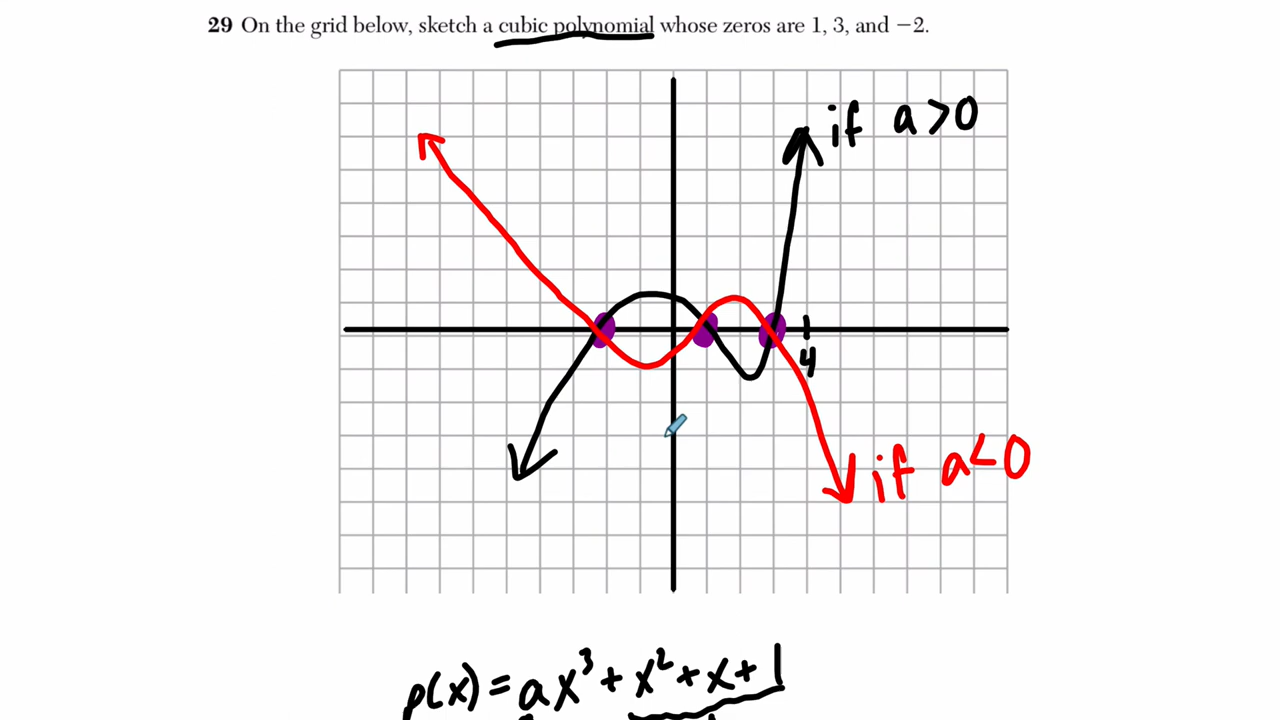 29 On the grid below, sketch a cubic polynomial whose zeros are 1, 3, and −2.
if a>0
4
if a<0
p(x)=ax³+x²+x+1